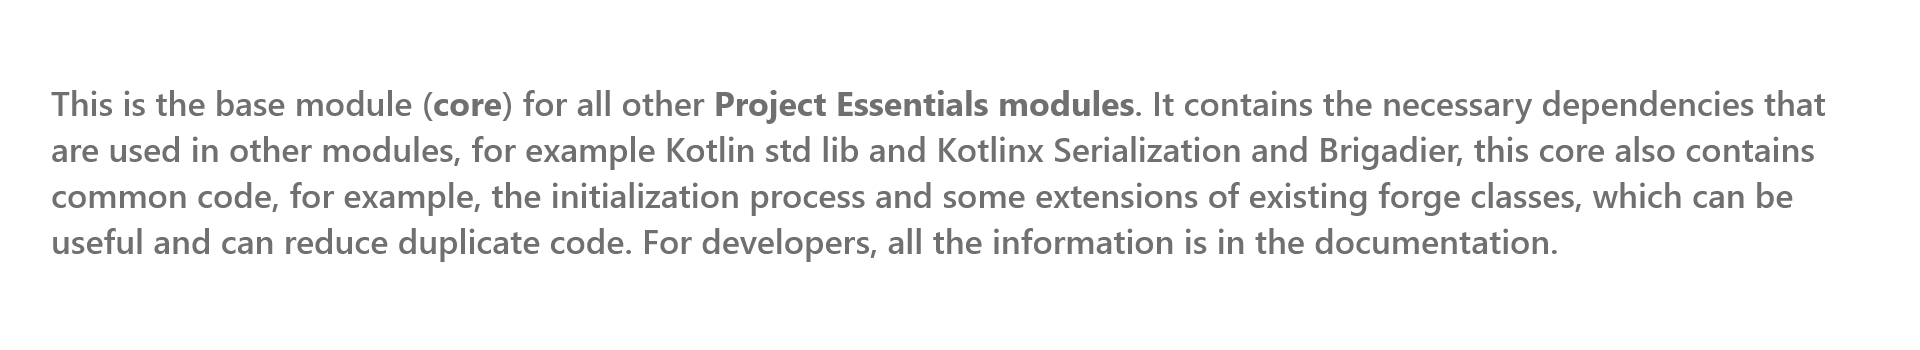 This is the base module (core) for all other Project Essentials modules. It contains the necessary dependencies that
are used in other modules, for example Kotlin std lib and Kotlinx Serialization and Brigadier, this core also contains
common code, for example, the initialization process and some extensions of existing forge classes, which can be
useful and can reduce duplicate code. For developers, all the information is in the documentation.